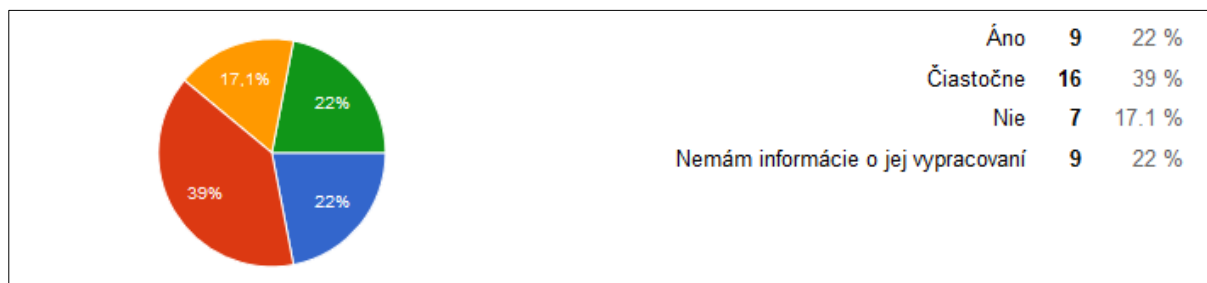 17,1%
22%
39%
22%
Áno 9 22 %
Čiastočne 16 39 %
Nie 7 17.1 %
Nemám informácie o jej vypracovaní 9 22 %